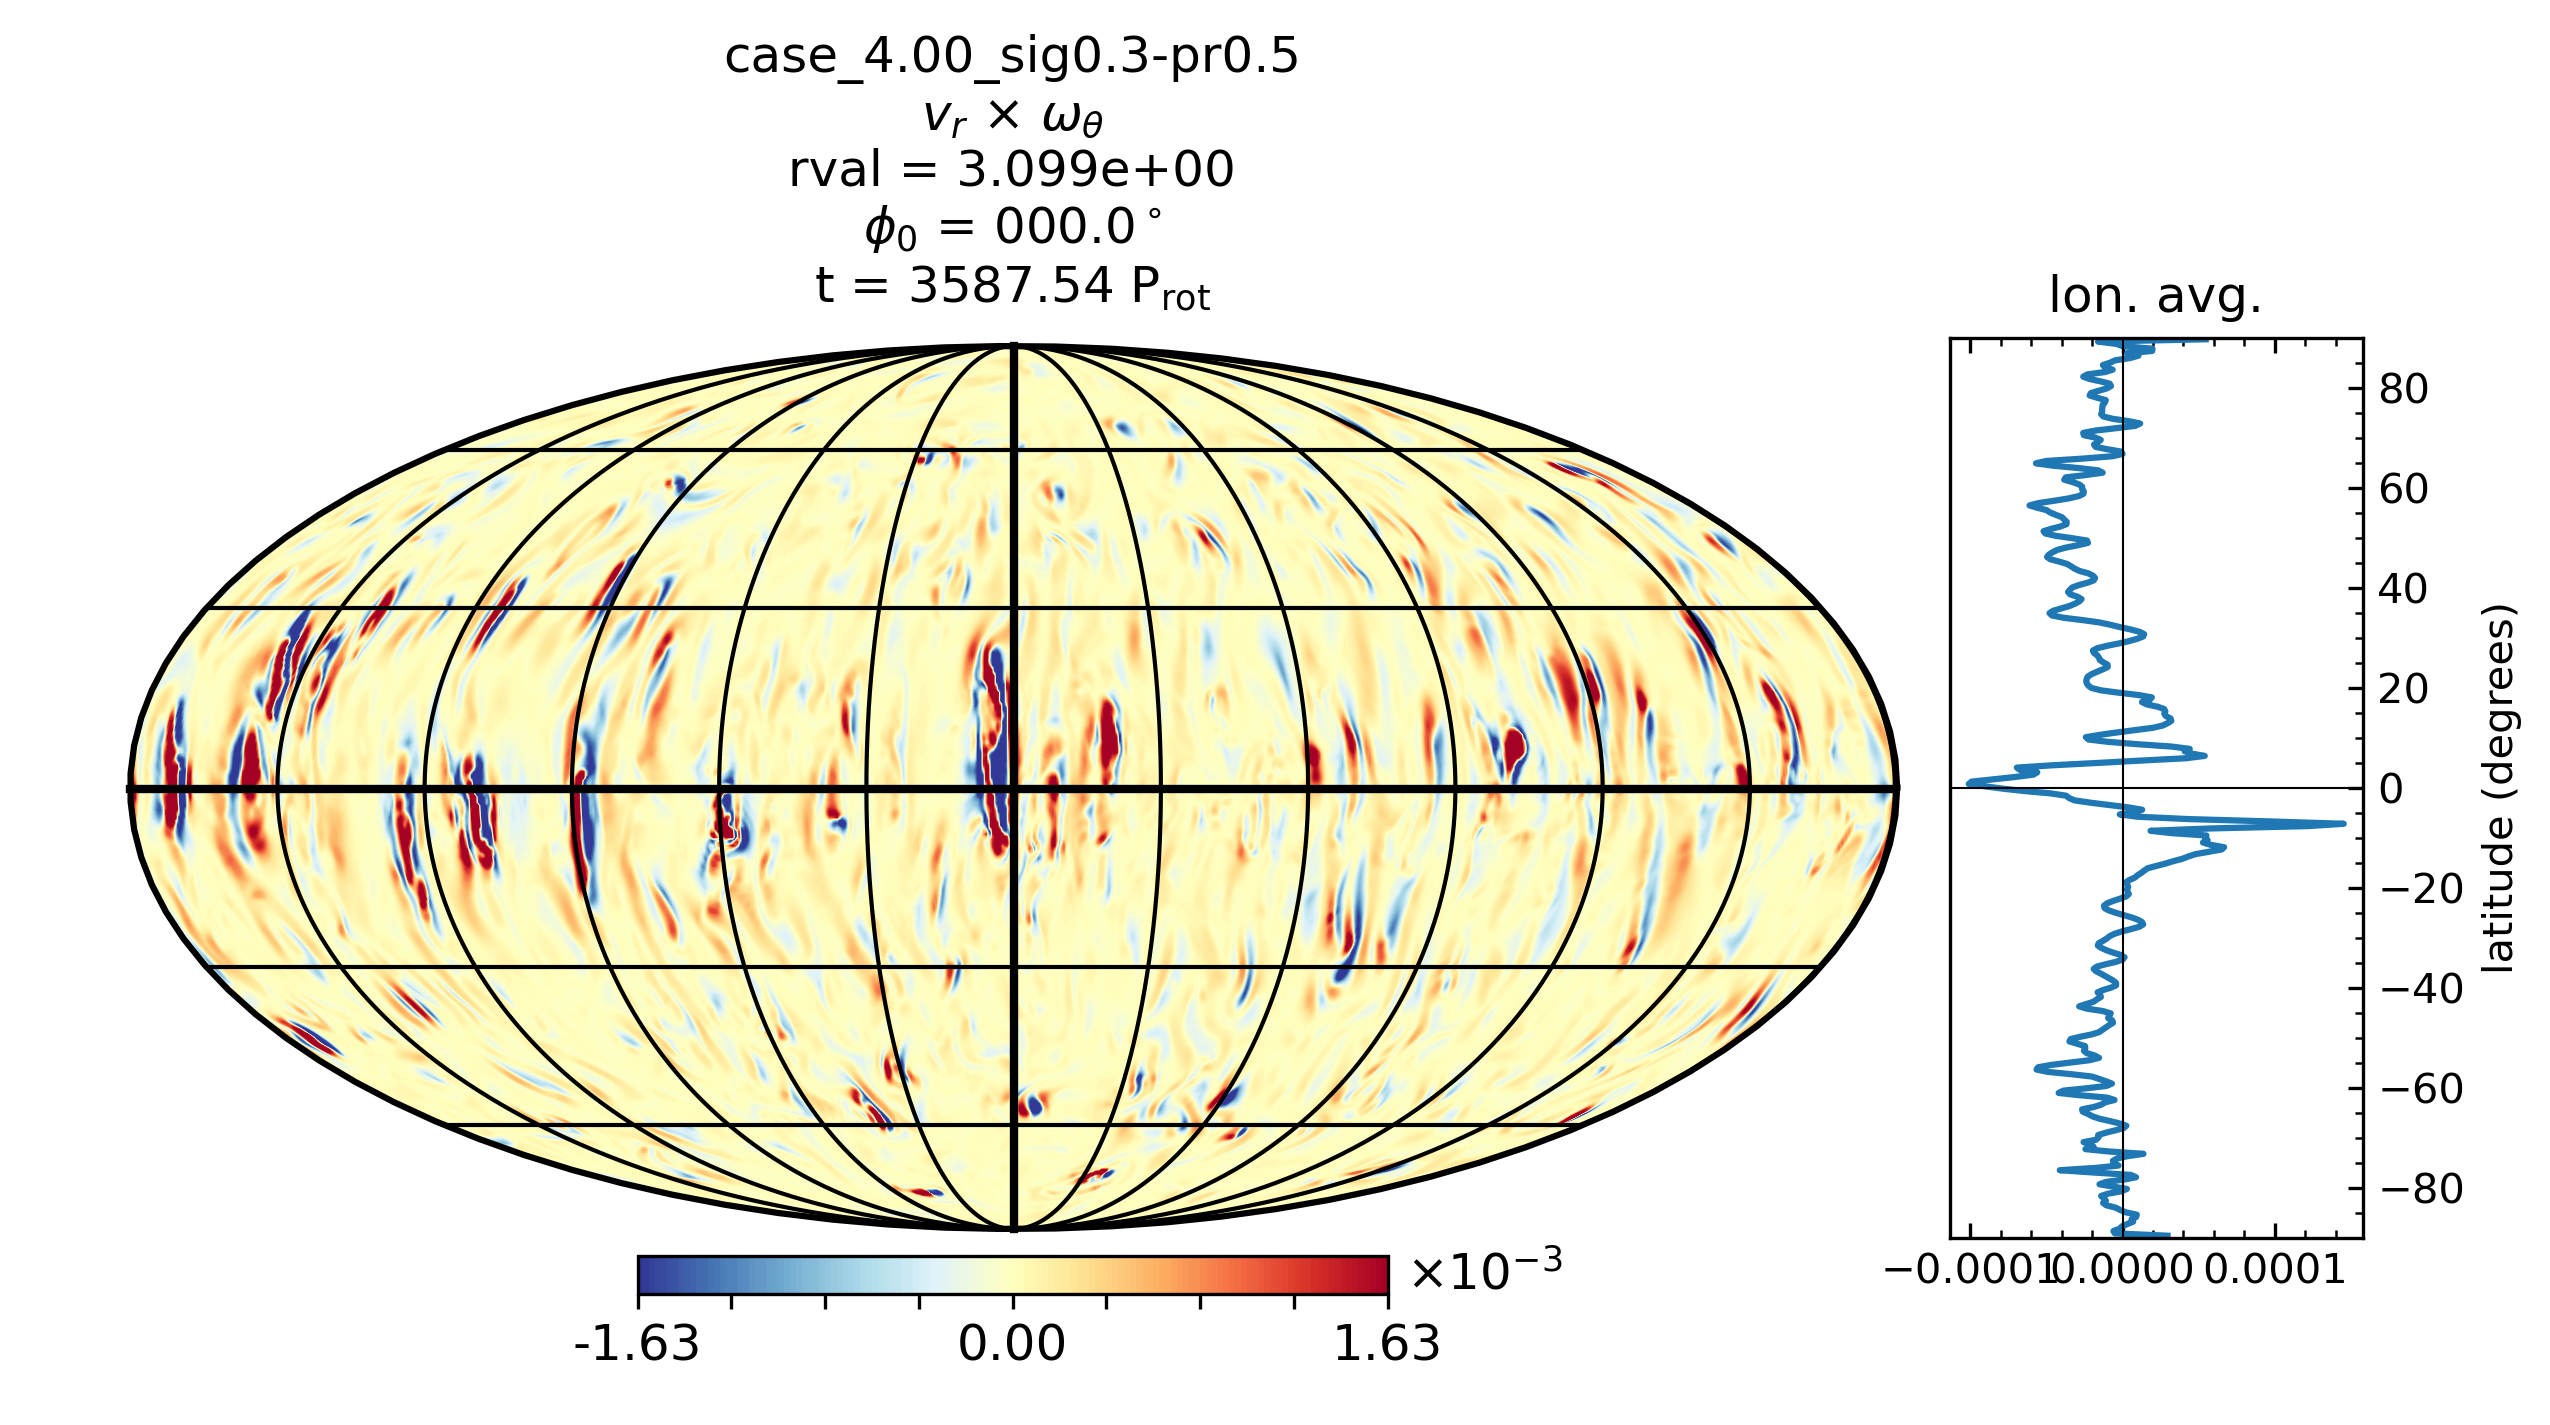 case_4.00_sig0.3-pr0.5
v_r × ω_θ
rval = 3.099e+00
ϕ_0 = 000.0°
t = 3587.54 P_rot
lon. avg.
80
60
40
20
0
−20
−40
−60
−80
latitude (degrees)
−0.0001 0.0000 0.0001
×10^−3
-1.63 0.00 1.63